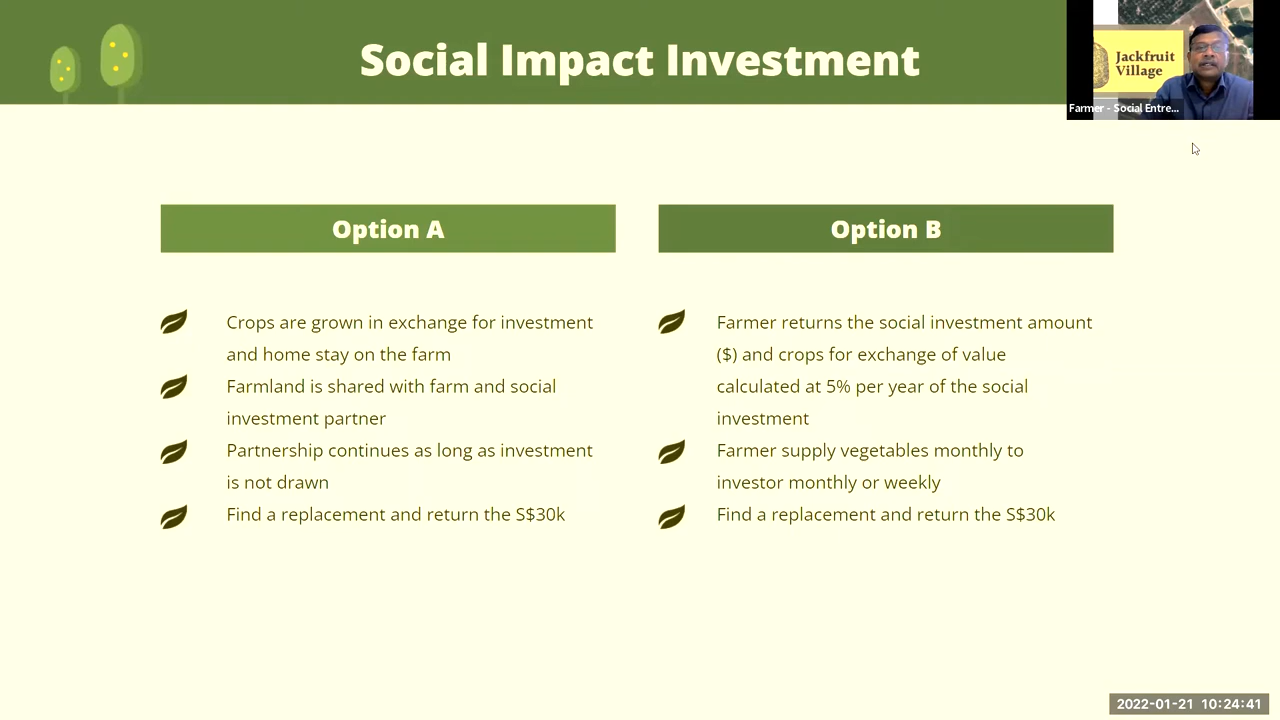 Social Impact Investment
Jackfruit
Village
Farmer - Social Entre...
Option A
Crops are grown in exchange for investment
and home stay on the farm
Farmland is shared with farm and social
investment partner
Partnership continues as long as investment
is not drawn
Find a replacement and return the S$30k
Option B
Farmer returns the social investment amount
($) and crops for exchange of value
calculated at 5% per year of the social
investment
Farmer supply vegetables monthly to
investor monthly or weekly
Find a replacement and return the S$30k
2022-01-21 10:24:41